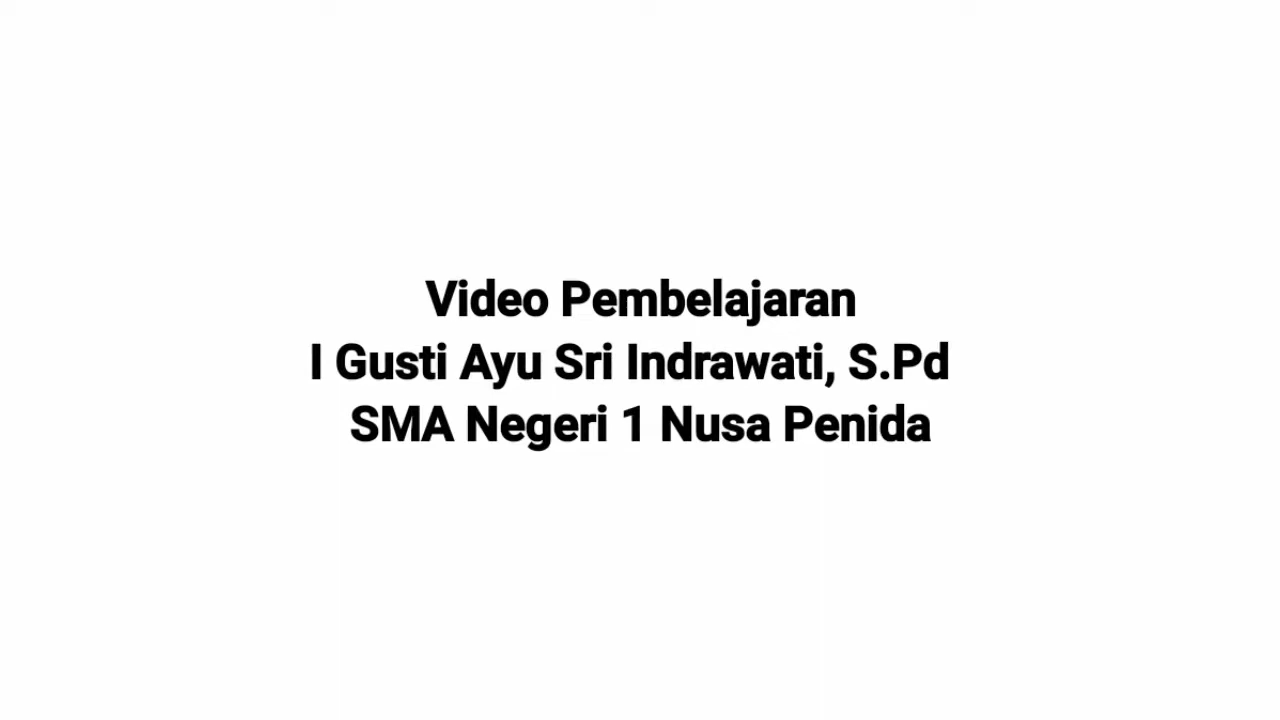 Video Pembelajaran
I Gusti Ayu Sri Indrawati, S.Pd
SMA Negeri 1 Nusa Penida